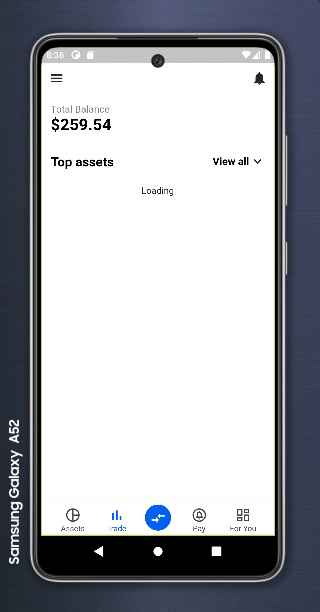 8:36
Total Balance
$259.54
Top assets
View all
Loading
Assets
Trade
Pay
For You
Samsung Galaxy A52